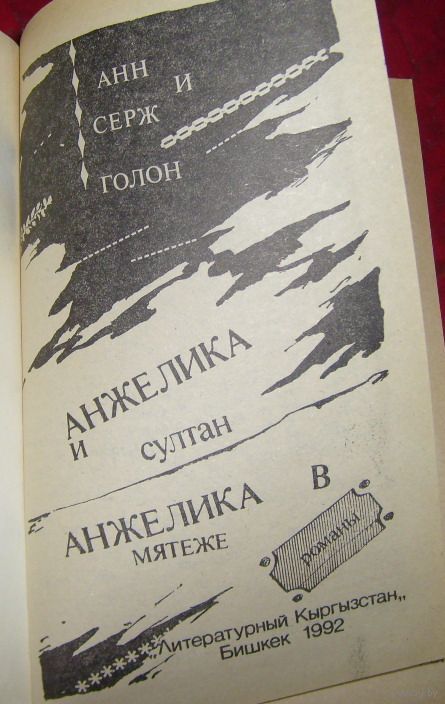 АНН И
СЕРЖ
ГОЛОН
АНЖЕЛИКА
И султан
АНЖЕЛИКА В
МЯТЕЖЕ
романы
******Литературный Кыргызстан,,
Бишкек 1992